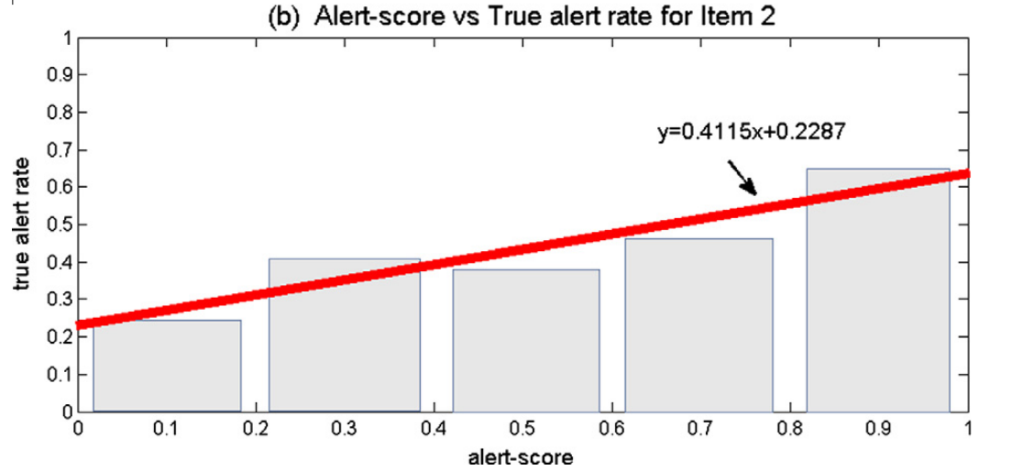 (b) Alert-score vs True alert rate for Item 2
1
0.9
0.8
0.7
0.6
0.5
0.4
0.3
0.2
0.1
0
true alert rate
y=0.4115x+0.2287
0 0.1 0.2 0.3 0.4 0.5 0.6 0.7 0.8 0.9 1
alert-score